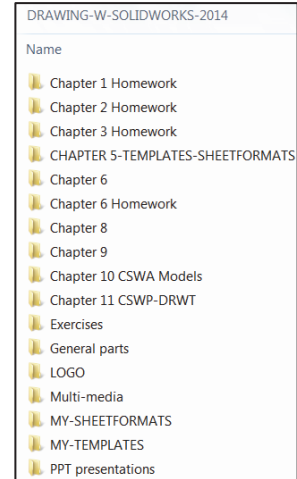 DRAWING-W-SOLIDWORKS-2014
Name
Chapter 1 Homework
Chapter 2 Homework
Chapter 3 Homework
CHAPTER 5-TEMPLATES-SHEETFORMATS
Chapter 6
Chapter 6 Homework
Chapter 8
Chapter 9
Chapter 10 CSWA Models
Chapter 11 CSWP-DRWT
Exercises
General parts
LOGO
Multi-media
MY-SHEETFORMATS
MY-TEMPLATES
PPT presentations